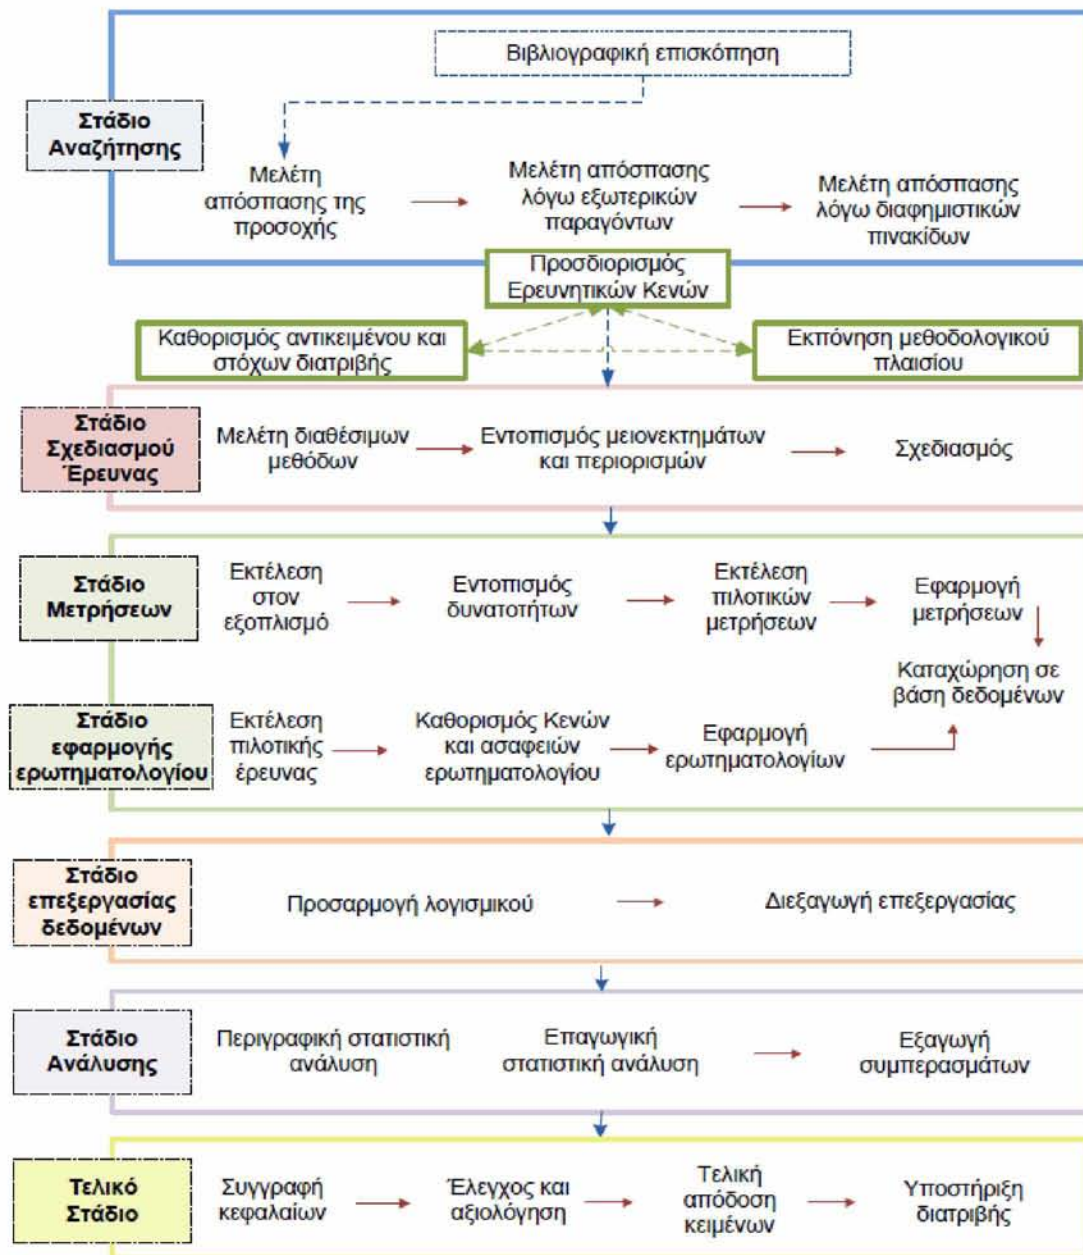 Βιβλιογραφική επισκόπηση
Στάδιο
Αναζήτησης
Μελέτη
απόσπασης της
προσοχής
Μελέτη απόσπασης
λόγω εξωτερικών
παραγόντων
Μελέτη απόσπασης
λόγω διαφημιστικών
πινακίδων
Προσδιορισμός
Ερευνητικών Κενών
Καθορισμός αντικειμένου και
στόχων διατριβής
Εκπόνηση μεθοδολογικού
πλαισίου
Στάδιο
Σχεδιασμού
Έρευνας
Μελέτη διαθέσιμων
μεθόδων
Εντοπισμός μειονεκτημάτων
και περιορισμών
Σχεδιασμός
Στάδιο
Μετρήσεων
Εκτέλεση
στον
εξοπλισμό
Εντοπισμός
δυνατοτήτων
Εκτέλεση
πιλοτικών
μετρήσεων
Εφαρμογή
μετρήσεων
Καταχώρηση σε
βάση δεδομένων
Στάδιο
εφαρμογής
ερωτηματολογίου
Εκτέλεση
πιλοτικής
έρευνας
Καθορισμός Κενών
και ασαφειών
ερωτηματολογίου
Εφαρμογή
ερωτηματολογίων
Στάδιο
επεξεργασίας
δεδομένων
Προσαρμογή λογισμικού
Διεξαγωγή επεξεργασίας
Στάδιο
Ανάλυσης
Περιγραφική στατιστική
ανάλυση
Επαγωγική
στατιστική ανάλυση
Εξαγωγή
συμπερασμάτων
Τελικό
Στάδιο
Συγγραφή
κεφαλαίων
Έλεγχος και
αξιολόγηση
Τελική
απόδοση
κειμένων
Υποστήριξη
διατριβής